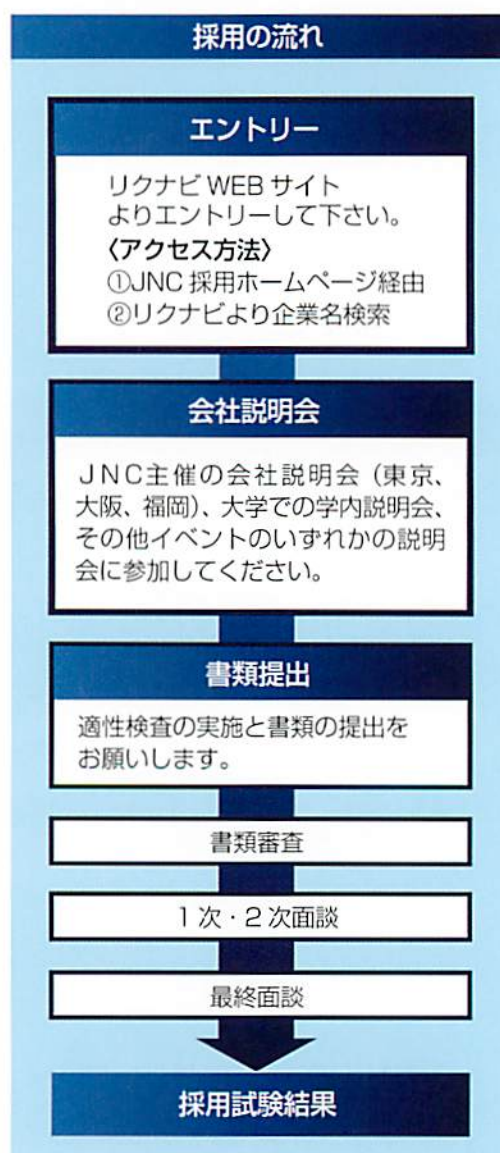 採用の流れ
エントリー
リクナビ WEB サイト
よりエントリーして下さい。
〈アクセス方法〉
①JNC 採用ホームページ経由
②リクナビより企業名検索
会社説明会
JNC主催の会社説明会（東京、
大阪、福岡）、大学での学内説明会、
その他イベントのいずれかの説明
会に参加してください。
書類提出
適性検査の実施と書類の提出を
お願いします。
書類審査
1 次・2 次面談
最終面談
採用試験結果